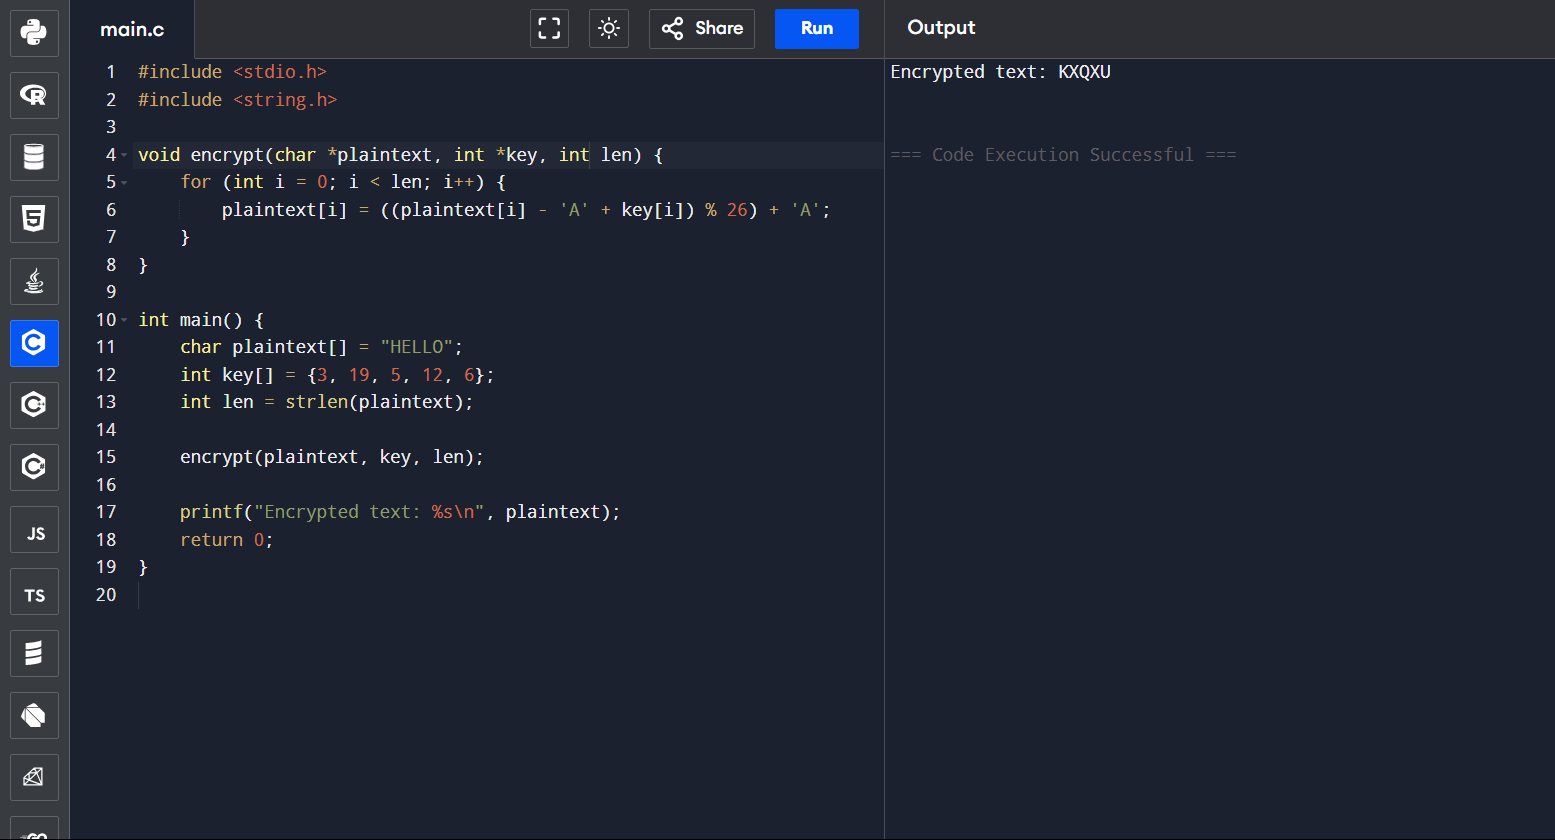 main.c
Share
Run
Output
1 #include <stdio.h>
2 #include <string.h>
3
4 void encrypt(char *plaintext, int *key, int len) {
5     for (int i = 0; i < len; i++) {
6         plaintext[i] = ((plaintext[i] - 'A' + key[i]) % 26) + 'A';
7     }
8 }
9
10 int main() {
11     char plaintext[] = "HELLO";
12     int key[] = {3, 19, 5, 12, 6};
13     int len = strlen(plaintext);
14
15     encrypt(plaintext, key, len);
16
17     printf("Encrypted text: %s\n", plaintext);
18     return 0;
19 }
20
Encrypted text: KXQXU
=== Code Execution Successful ===
R
5
C
C
C
JS
TS
GO